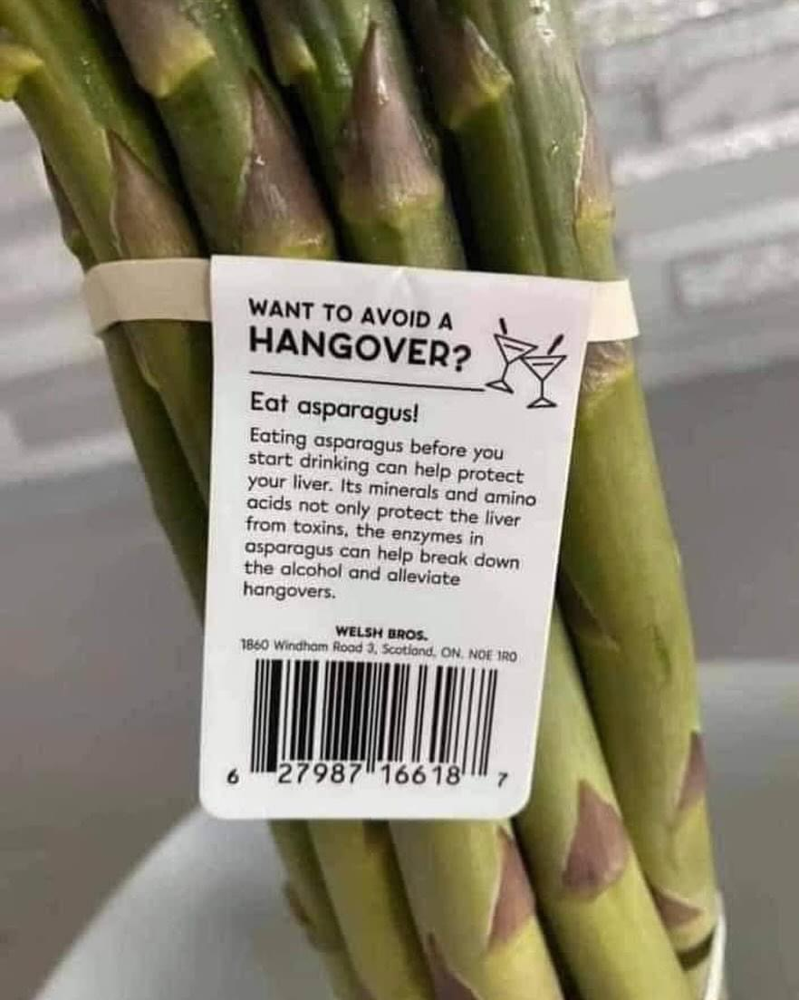 WANT TO AVOID A
HANGOVER?
Eat asparagus!
Eating asparagus before you
start drinking can help protect
your liver. Its minerals and amino
acids not only protect the liver
from toxins, the enzymes in
asparagus can help break down
the alcohol and alleviate
hangovers.
WELSH BROS.
1860 Windham Road 3, Scotland, ON. N0E 1R0
6 27987 16618 7